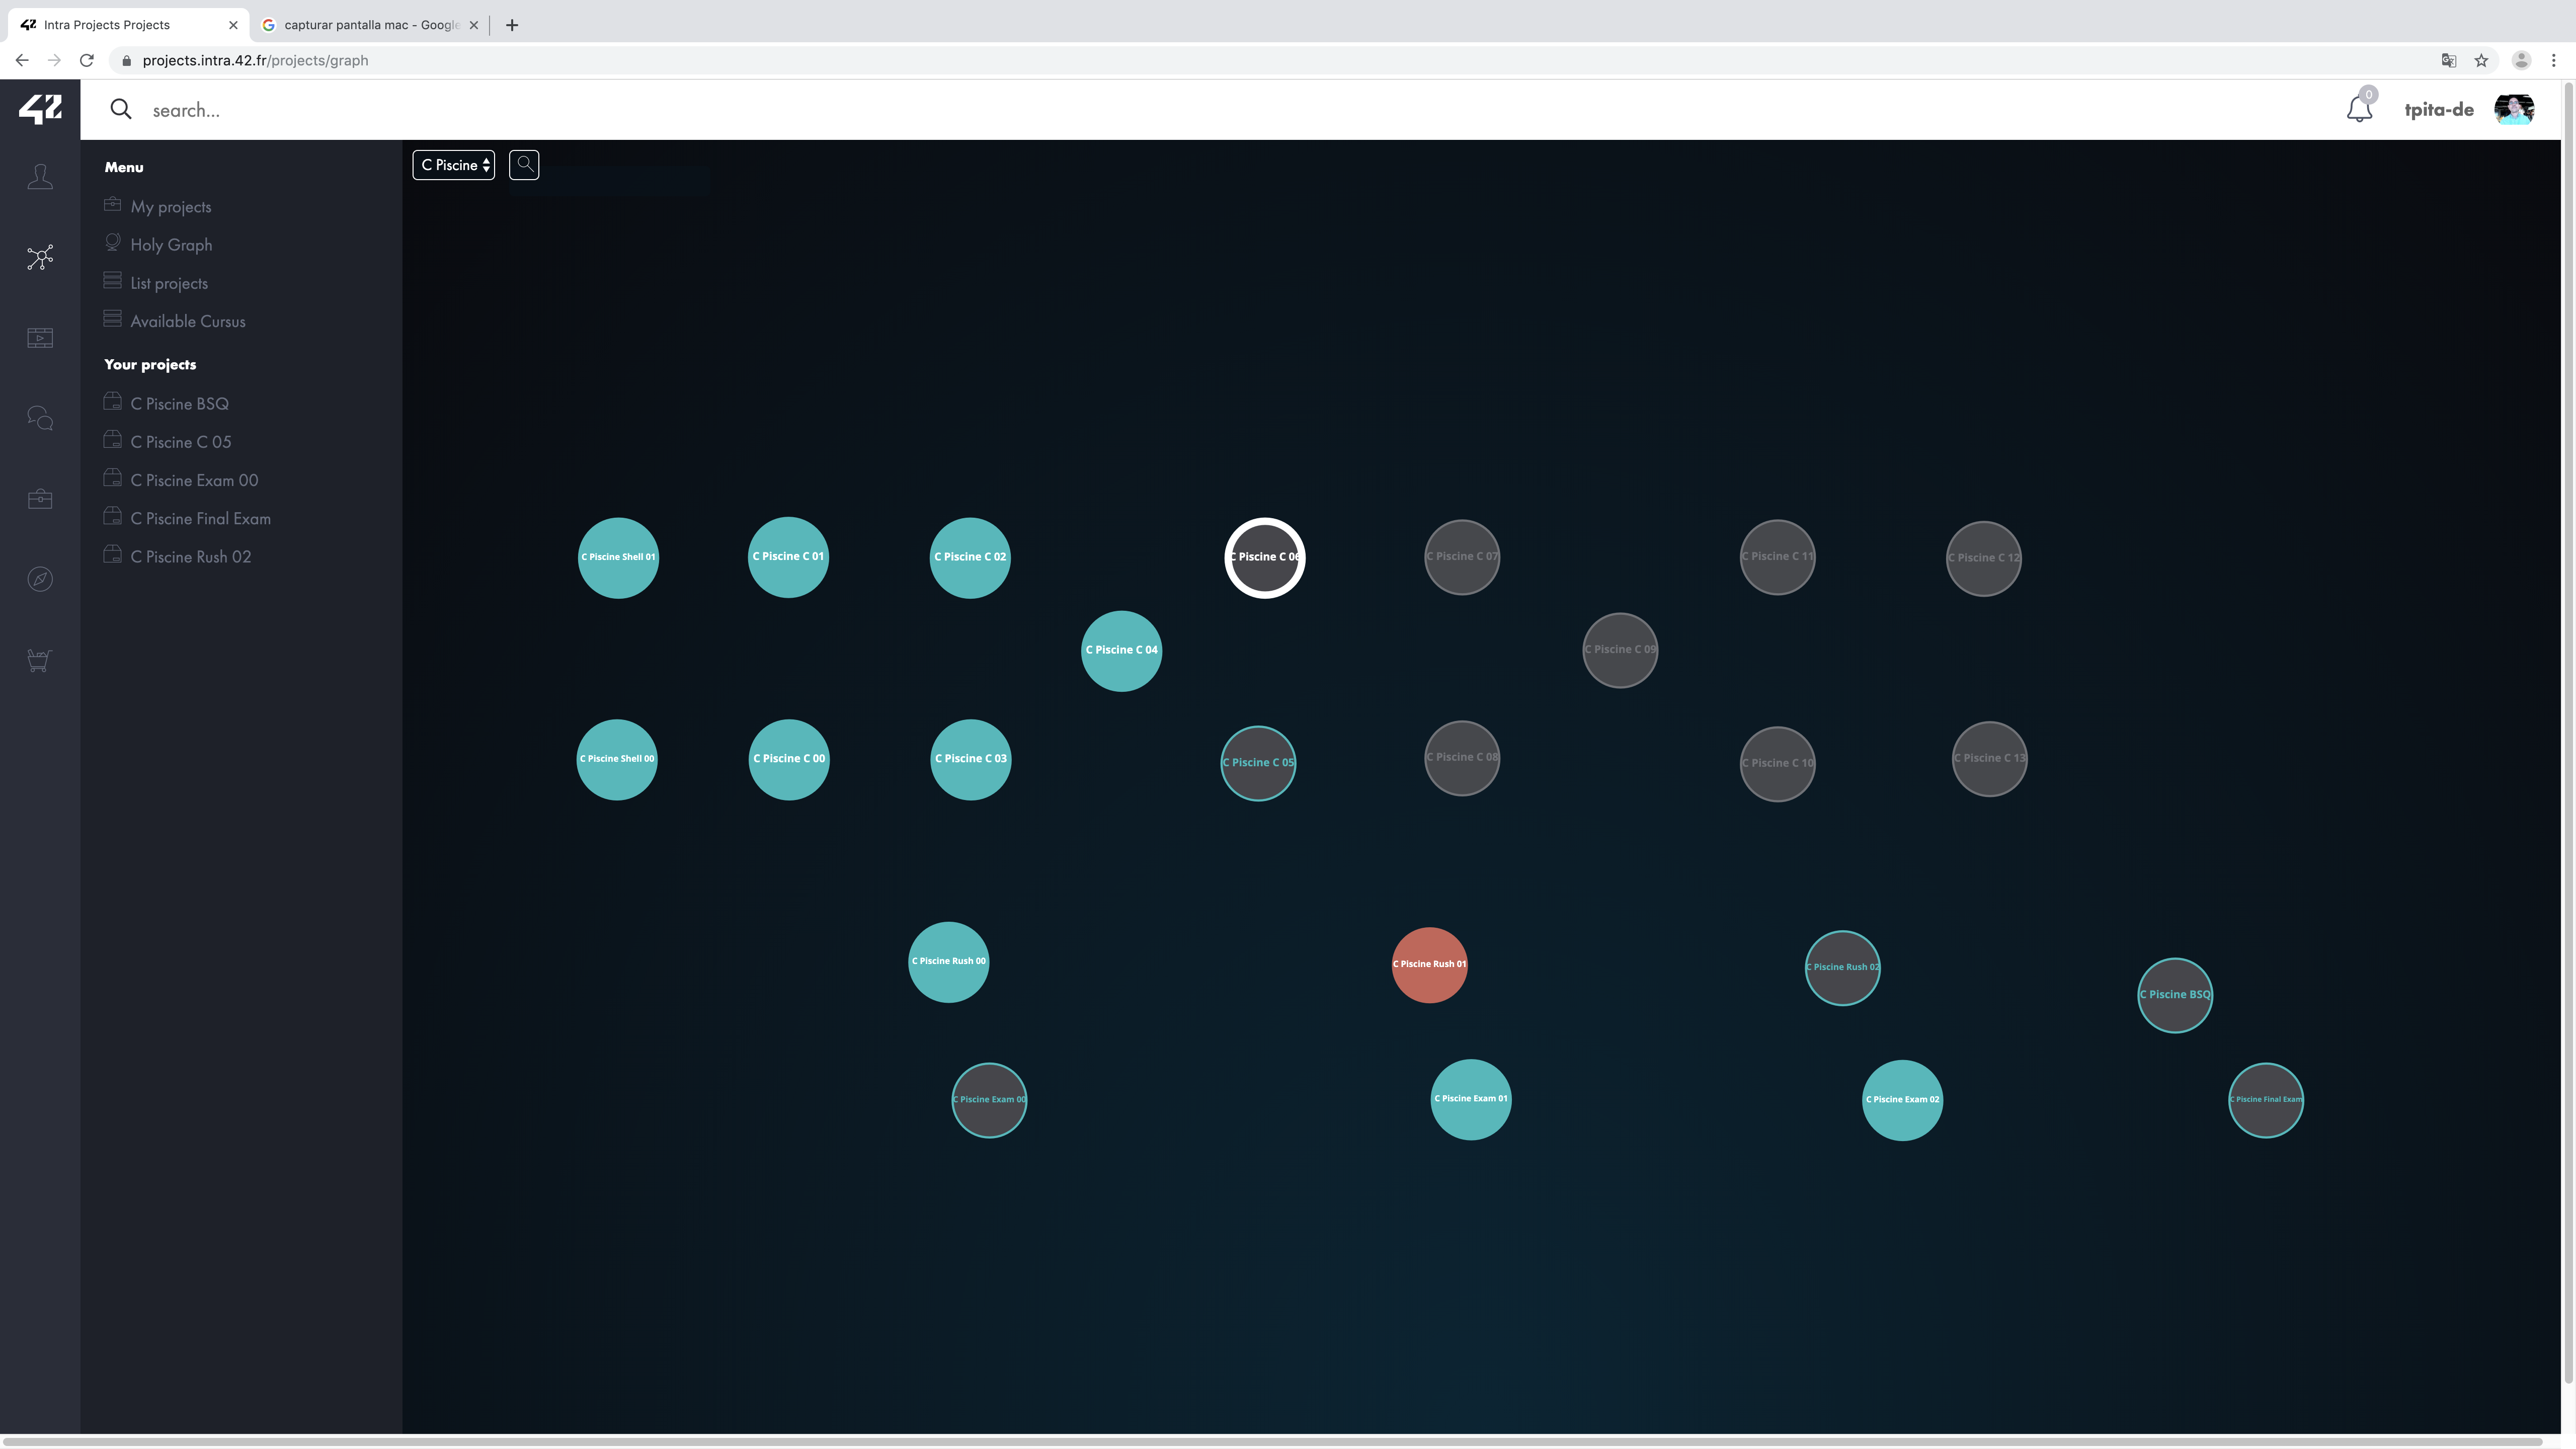 42 Intra Projects Projects
capturar pantalla mac - Google
projects.intra.42.fr/projects/graph
42
search...
0
tpita-de
Menu
My projects
Holy Graph
List projects
Available Cursus
Your projects
C Piscine BSQ
C Piscine C 05
C Piscine Exam 00
C Piscine Final Exam
C Piscine Rush 02
C Piscine
C Piscine Shell 01
C Piscine C 01
C Piscine C 02
C Piscine C 06
C Piscine C 07
C Piscine C 11
C Piscine C 12
C Piscine C 04
C Piscine C 09
C Piscine Shell 00
C Piscine C 00
C Piscine C 03
C Piscine C 05
C Piscine C 08
C Piscine C 10
C Piscine C 13
C Piscine Rush 00
C Piscine Rush 01
C Piscine Rush 02
C Piscine BSQ
C Piscine Exam 00
C Piscine Exam 01
C Piscine Exam 02
C Piscine Final Exam